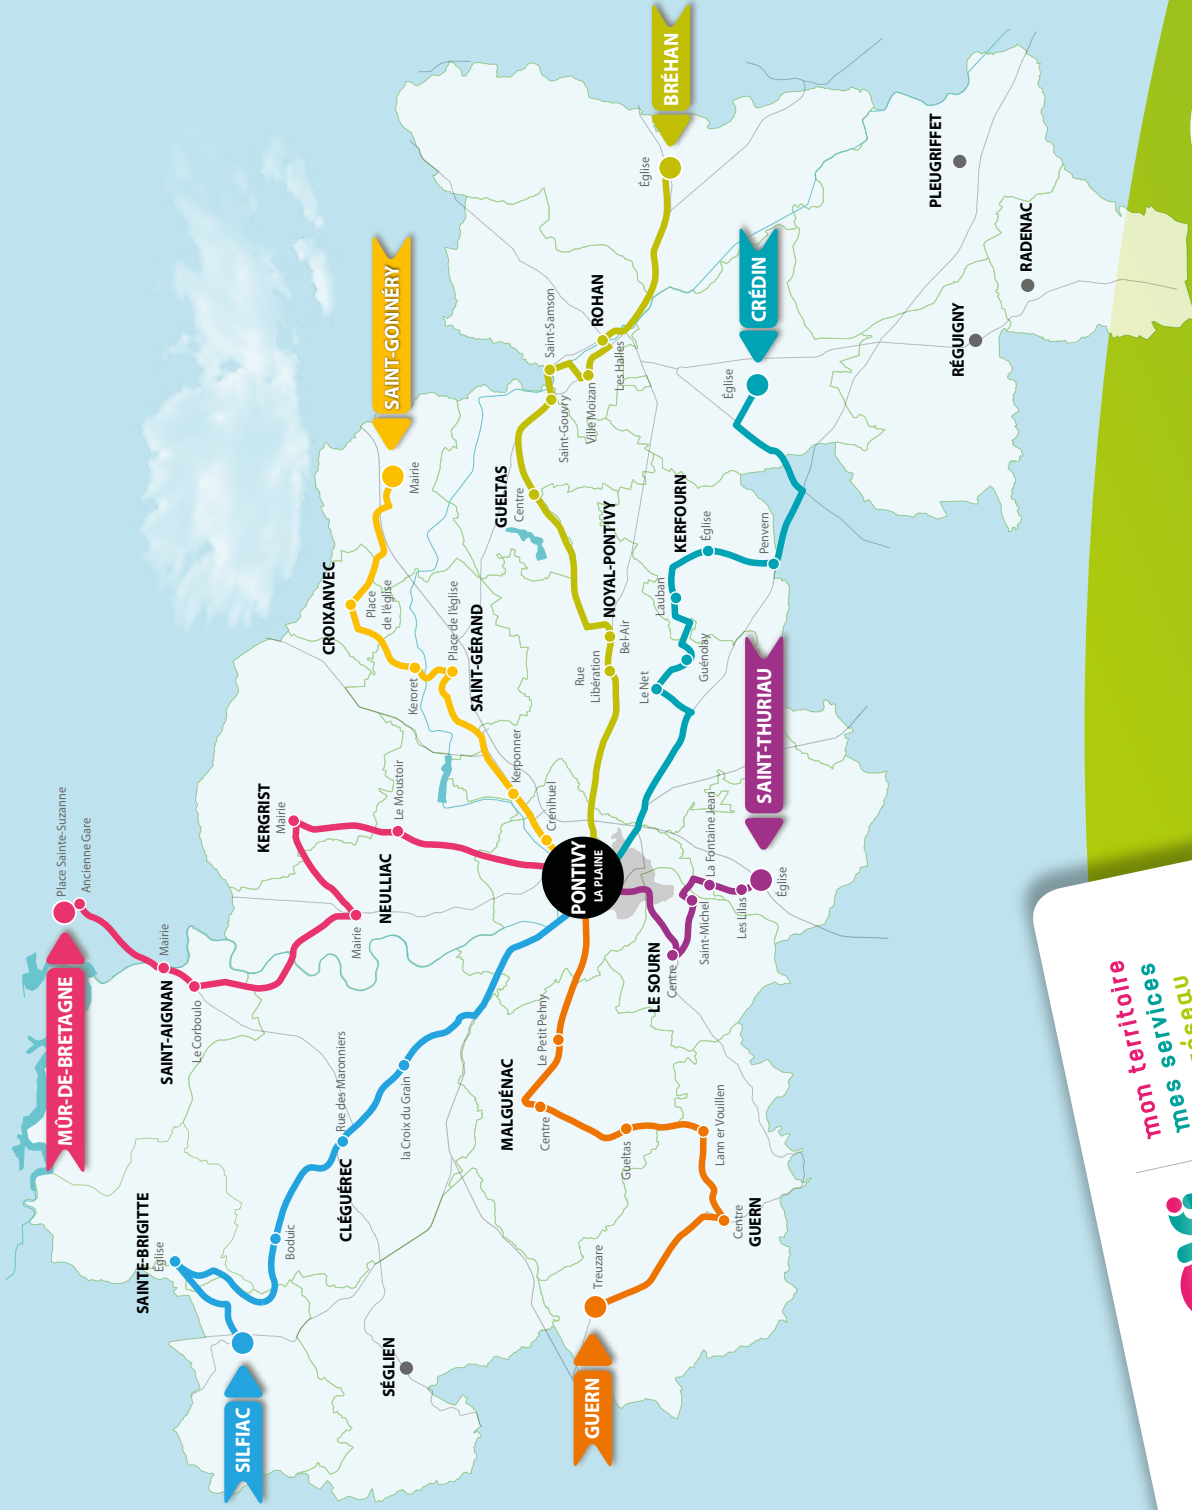 MÛR-DE-BRETAGNE
Place Sainte-Suzanne
Ancienne Gare
Mairie
SAINT-AIGNAN
Le Corboulo
Mairie
NEULLIAC
KERGRIST
Mairie
Le Moustoir
SILFIAC
SAINTE-BRIGITTE
Église
Boduic
CLÉGUÉREC
Rue des Maronniers
la Croix du Grain
SÉGLIEN
GUERN
Treuzare
Centre
GUERN
Lann er Vouillen
Gueltas
MALGUÉNAC
Centre
Le Petit Pehny
PONTIVY
LA PLAINE
LE SOURN
Centre
Saint-Michel
La Fontaine Jean
Les Lilas
Église
SAINT-THURIAU
SAINT-GONNÉRY
Mairie
CROIXANVEC
Place
de l'église
Keroret
Place de l'église
SAINT-GÉRAND
Kerponner
Crénihuel
BRÉHAN
Église
ROHAN
Les Halles
Ville Moizan
Saint-Samson
Saint-Gouvry
GUELTAS
Centre
NOYAL-PONTIVY
Bel-Air
Rue
Libération
CRÉDIN
Église
Penvern
KERFOURN
Église
Lauban
Guénolay
Le Net
PLEUGRIFFET
RADENAC
RÉGUIGNY
mon territoire
mes services
réseau